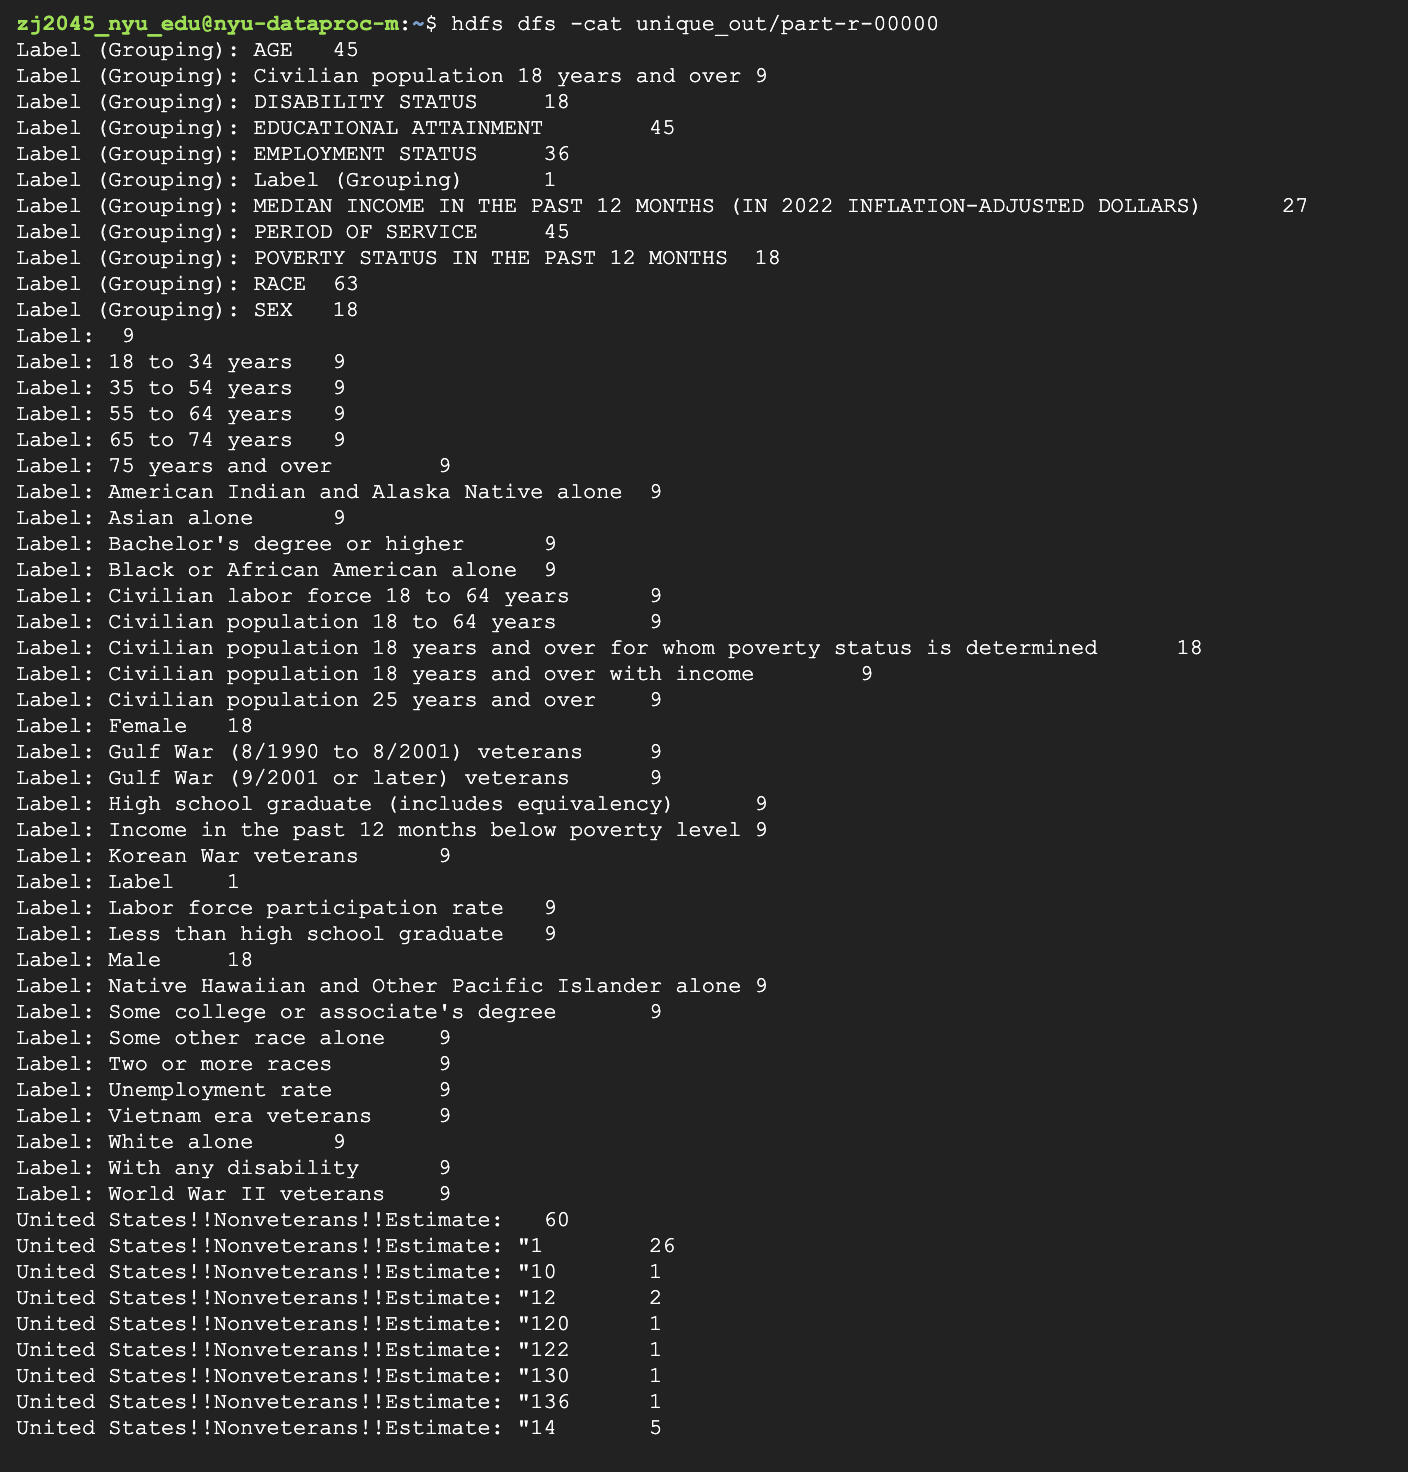 zj2045_nyu_edu@nyu-dataproc-m:~$ hdfs dfs -cat unique_out/part-r-00000
Label (Grouping): AGE 45
Label (Grouping): Civilian population 18 years and over 9
Label (Grouping): DISABILITY STATUS 18
Label (Grouping): EDUCATIONAL ATTAINMENT 45
Label (Grouping): EMPLOYMENT STATUS 36
Label (Grouping): Label (Grouping) 1
Label (Grouping): MEDIAN INCOME IN THE PAST 12 MONTHS (IN 2022 INFLATION-ADJUSTED DOLLARS) 27
Label (Grouping): PERIOD OF SERVICE 45
Label (Grouping): POVERTY STATUS IN THE PAST 12 MONTHS 18
Label (Grouping): RACE 63
Label (Grouping): SEX 18
Label: 9
Label: 18 to 34 years 9
Label: 35 to 54 years 9
Label: 55 to 64 years 9
Label: 65 to 74 years 9
Label: 75 years and over 9
Label: American Indian and Alaska Native alone 9
Label: Asian alone 9
Label: Bachelor's degree or higher 9
Label: Black or African American alone 9
Label: Civilian labor force 18 to 64 years 9
Label: Civilian population 18 to 64 years 9
Label: Civilian population 18 years and over for whom poverty status is determined 18
Label: Civilian population 18 years and over with income 9
Label: Civilian population 25 years and over 9
Label: Female 18
Label: Gulf War (8/1990 to 8/2001) veterans 9
Label: Gulf War (9/2001 or later) veterans 9
Label: High school graduate (includes equivalency) 9
Label: Income in the past 12 months below poverty level 9
Label: Korean War veterans 9
Label: Label 1
Label: Labor force participation rate 9
Label: Less than high school graduate 9
Label: Male 18
Label: Native Hawaiian and Other Pacific Islander alone 9
Label: Some college or associate's degree 9
Label: Some other race alone 9
Label: Two or more races 9
Label: Unemployment rate 9
Label: Vietnam era veterans 9
Label: White alone 9
Label: With any disability 9
Label: World War II veterans 9
United States!!Nonveterans!!Estimate: 60
United States!!Nonveterans!!Estimate: "1 26
United States!!Nonveterans!!Estimate: "10 1
United States!!Nonveterans!!Estimate: "12 2
United States!!Nonveterans!!Estimate: "120 1
United States!!Nonveterans!!Estimate: "122 1
United States!!Nonveterans!!Estimate: "130 1
United States!!Nonveterans!!Estimate: "136 1
United States!!Nonveterans!!Estimate: "14 5